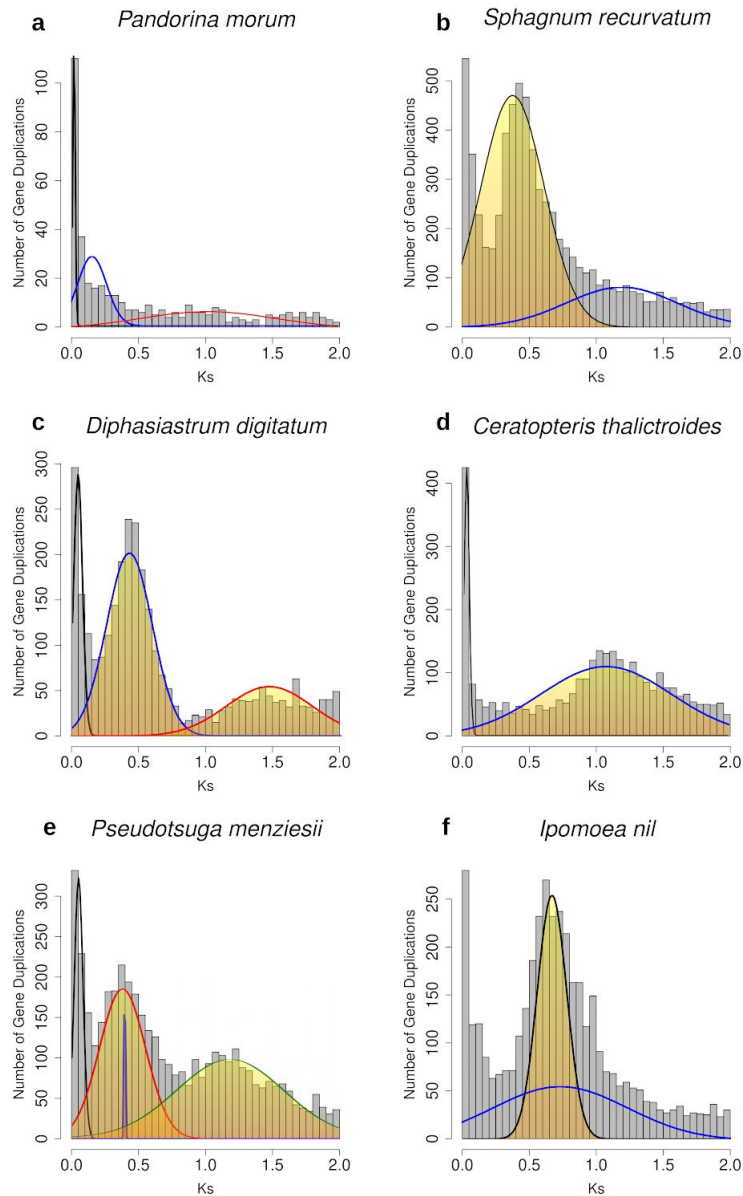 a Pandorina morum
Number of Gene Duplications
100
80
60
40
20
0
0.0 0.5 1.0 1.5 2.0
Ks
b Sphagnum recurvatum
Number of Gene Duplications
500
400
300
200
100
0
0.0 0.5 1.0 1.5 2.0
Ks
c Diphasiastrum digitatum
Number of Gene Duplications
300
250
200
150
100
50
0
0.0 0.5 1.0 1.5 2.0
Ks
d Ceratopteris thalictroides
Number of Gene Duplications
400
300
200
100
0
0.0 0.5 1.0 1.5 2.0
Ks
e Pseudotsuga menziesii
Number of Gene Duplications
300
250
200
150
100
50
0
0.0 0.5 1.0 1.5 2.0
Ks
f Ipomoea nil
Number of Gene Duplications
250
200
150
100
50
0
0.0 0.5 1.0 1.5 2.0
Ks